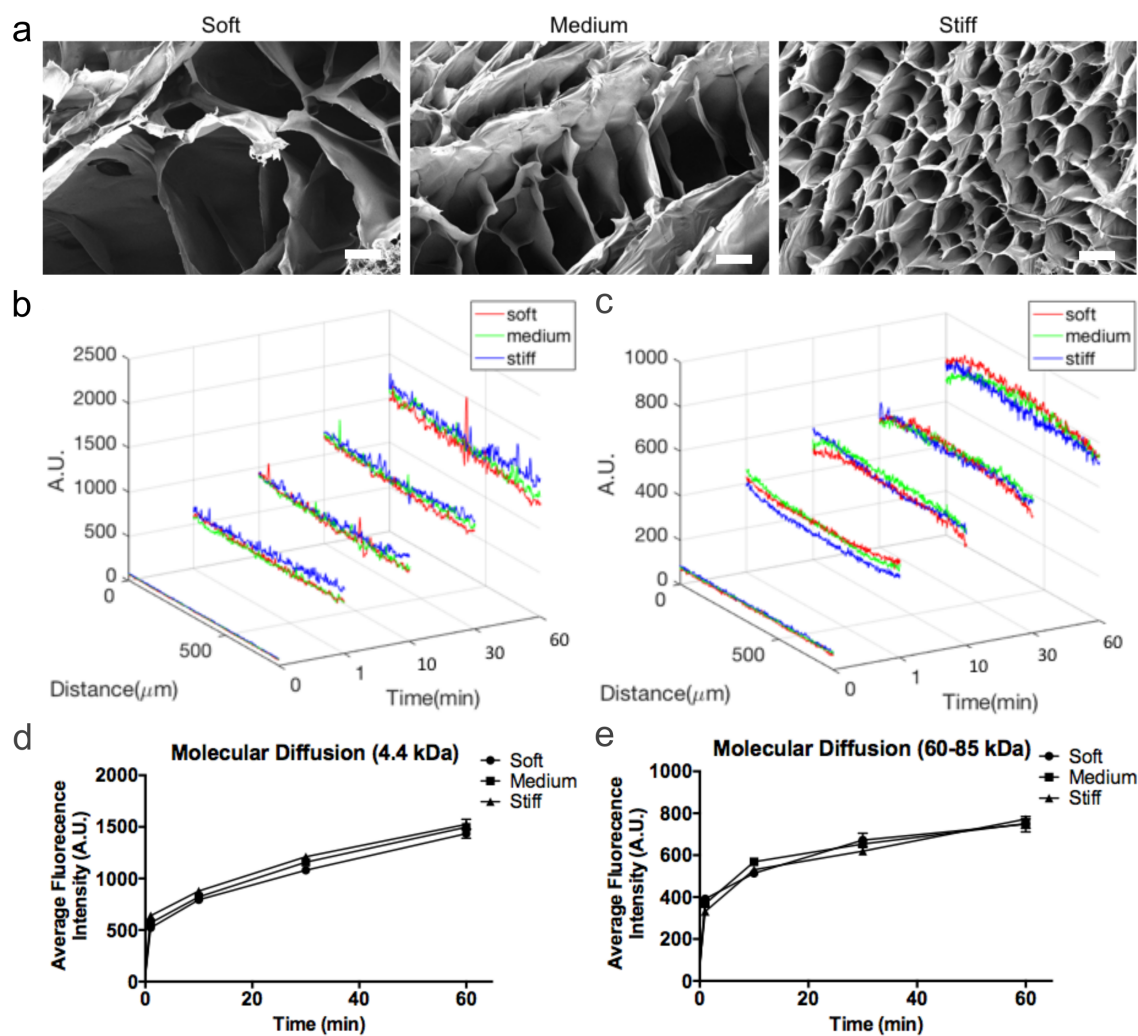 a
Soft
Medium
Stiff
b
soft
medium
stiff
2500
2000
1500
1000
500
0
A.U.
0
500
Distance(μm)
0
1
10
30
60
Time(min)
c
soft
medium
stiff
1000
800
600
400
200
0
A.U.
0
500
Distance(μm)
0
1
10
30
60
Time(min)
d
Molecular Diffusion (4.4 kDa)
Soft
Medium
Stiff
2000
1500
1000
500
0
Average Fluorecence
Intensity (A.U.)
0
20
40
60
Time (min)
e
Molecular Diffusion (60-85 kDa)
Soft
Medium
Stiff
1000
800
600
400
200
0
Average Fluorecence
Intensity (A.U.)
0
20
40
60
Time (min)